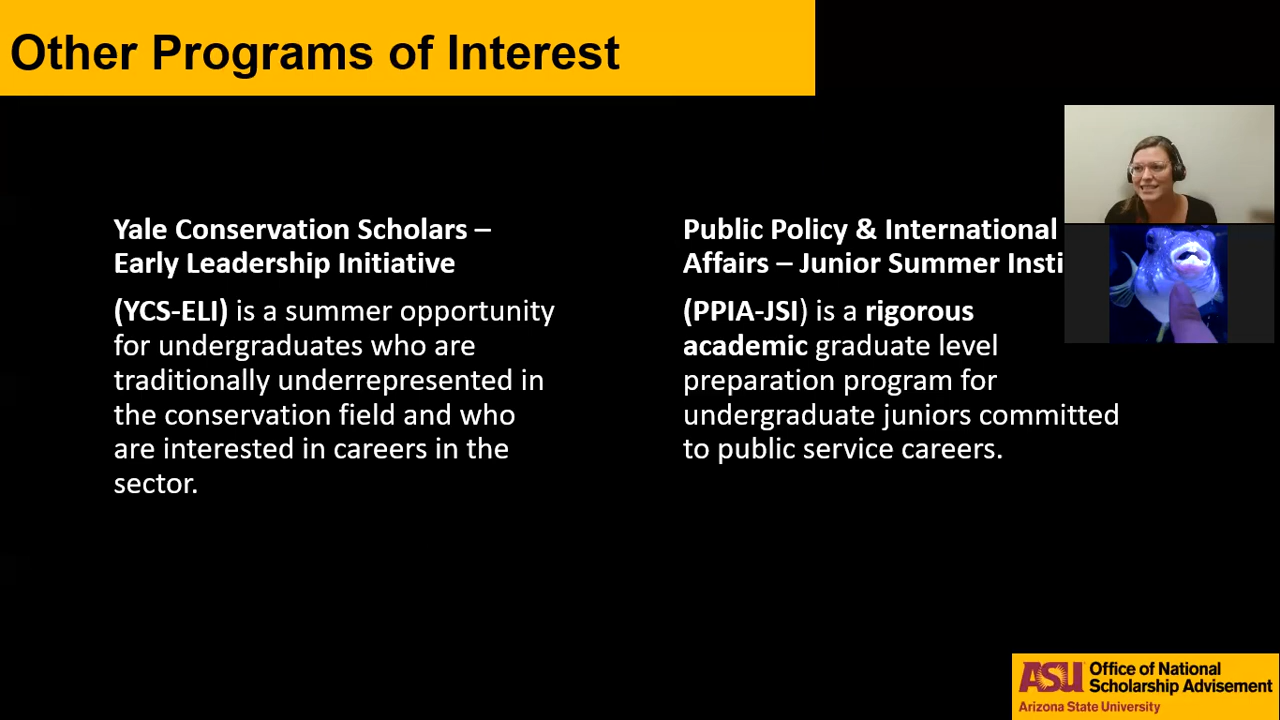 Other Programs of Interest
Yale Conservation Scholars –
Early Leadership Initiative
(YCS-ELI) is a summer opportunity
for undergraduates who are
traditionally underrepresented in
the conservation field and who
are interested in careers in the
sector.
Public Policy & International
Affairs – Junior Summer Insti
(PPIA-JSI) is a rigorous
academic graduate level
preparation program for
undergraduate juniors committed
to public service careers.
ASU Office of National
Scholarship Advisement
Arizona State University